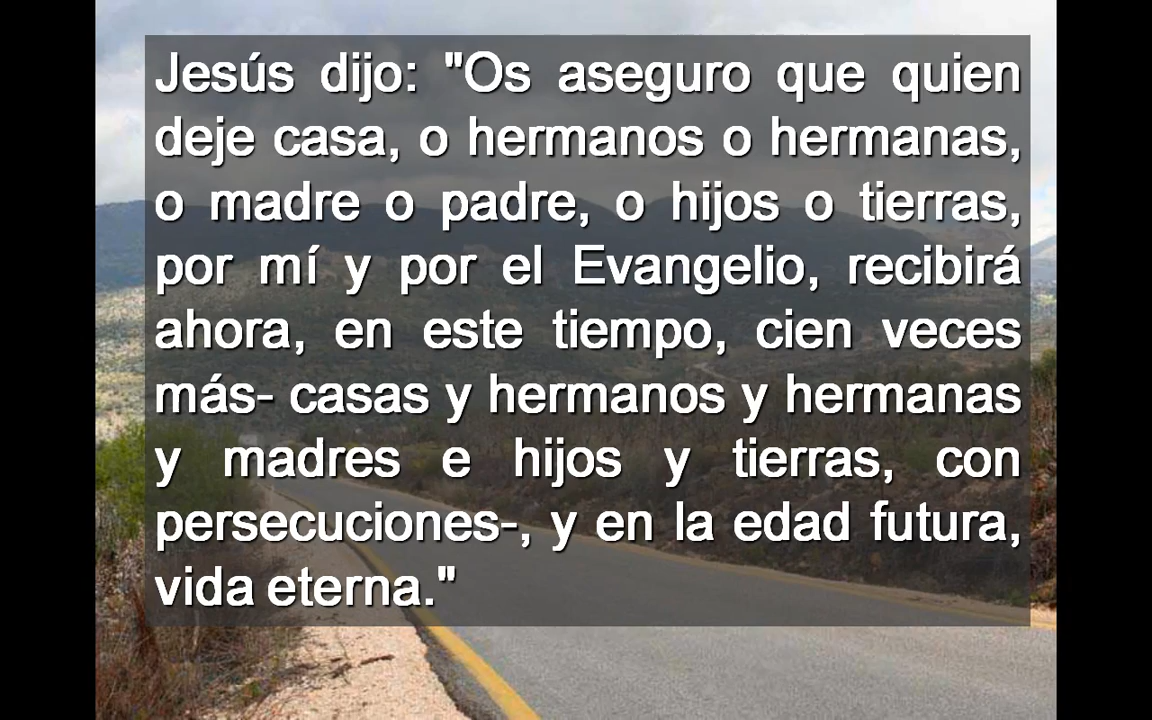 Jesús dijo: "Os aseguro que quien
deje casa, o hermanos o hermanas,
o madre o padre, o hijos o tierras,
por mí y por el Evangelio, recibirá
ahora, en este tiempo, cien veces
más- casas y hermanos y hermanas
y madres e hijos y tierras, con
persecuciones-, y en la edad futura,
vida eterna."